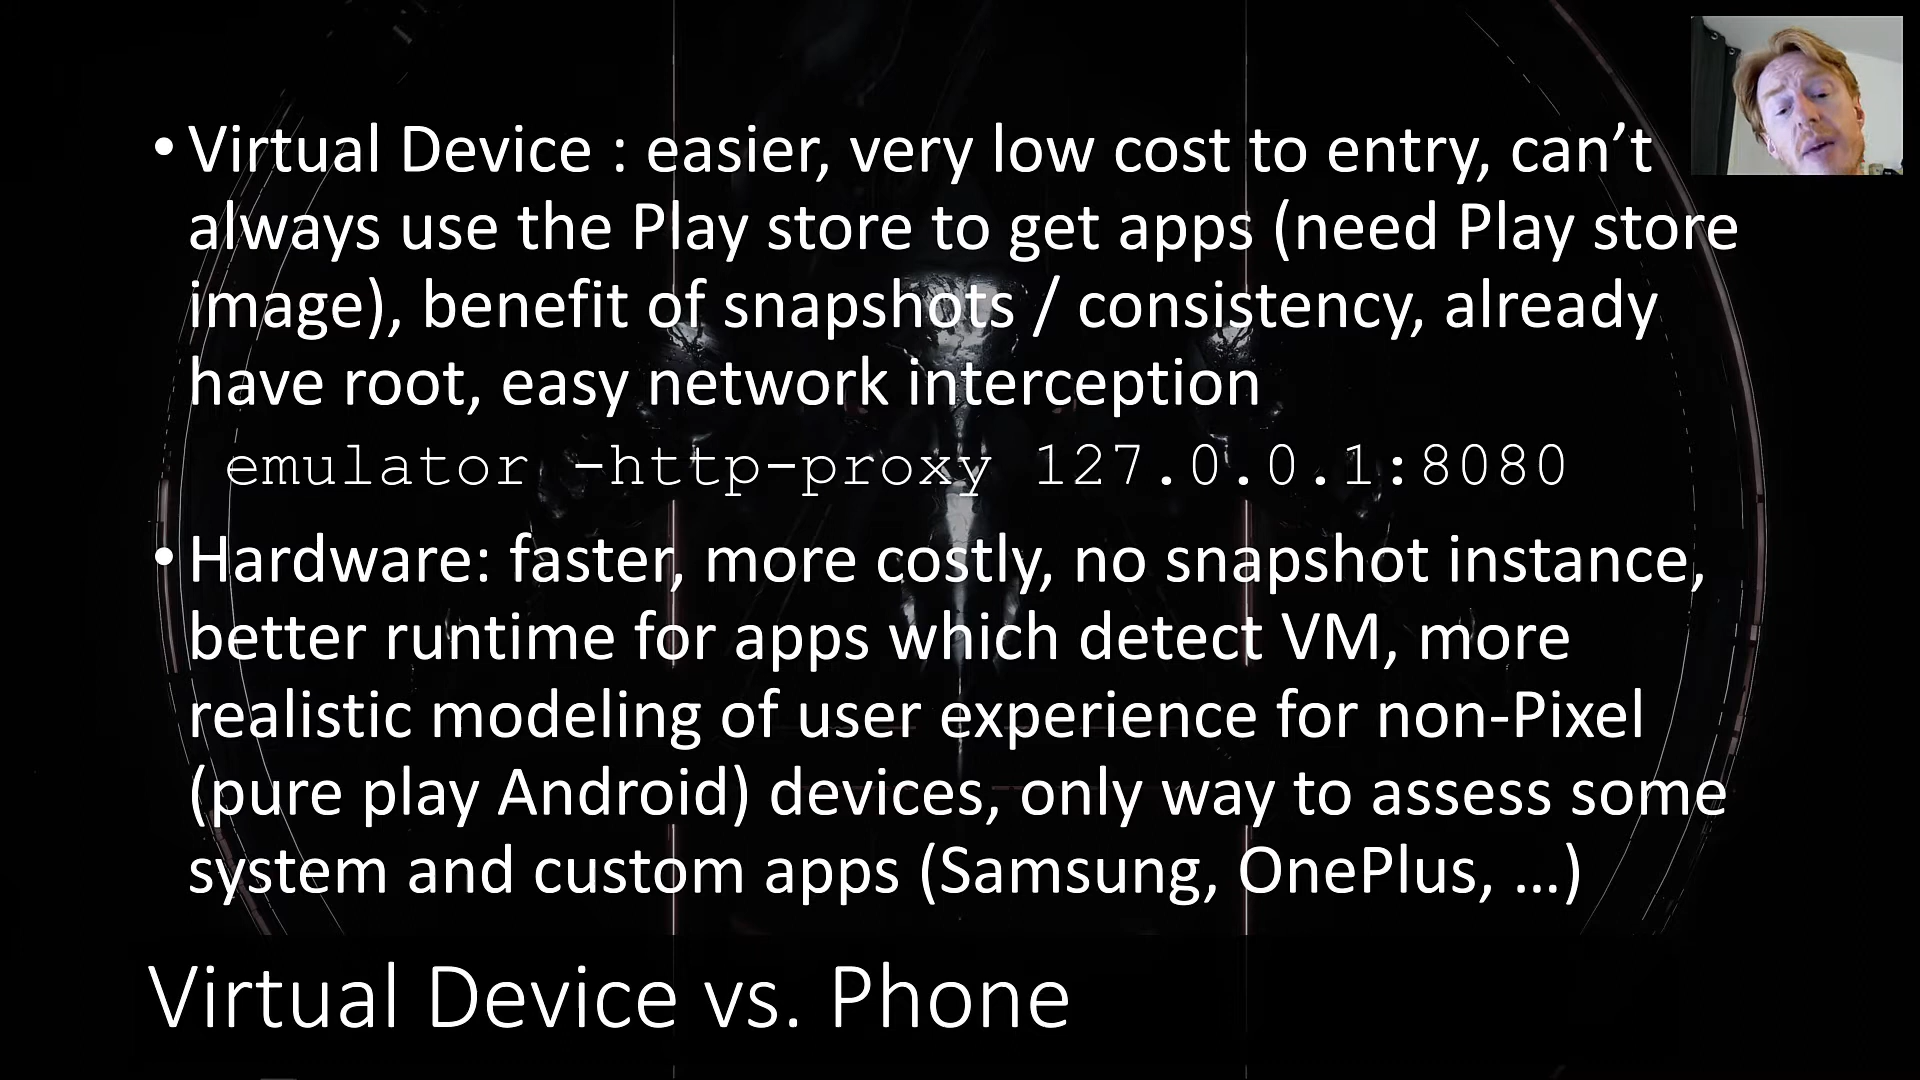 • Virtual Device : easier, very low cost to entry, can’t
always use the Play store to get apps (need Play store
image), benefit of snapshots / consistency, already
have root, easy network interception
emulator -http-proxy 127.0.0.1:8080
• Hardware: faster, more costly, no snapshot instance,
better runtime for apps which detect VM, more
realistic modeling of user experience for non-Pixel
(pure play Android) devices, only way to assess some
system and custom apps (Samsung, OnePlus, …)
Virtual Device vs. Phone